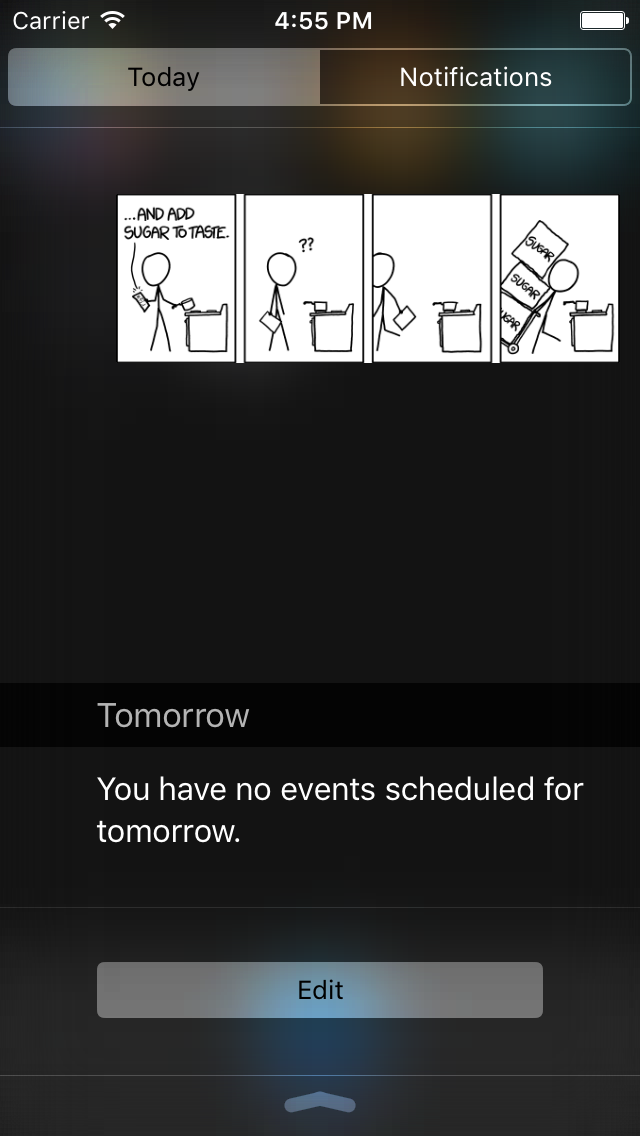 Carrier 4:55 PM
Today Notifications
...AND ADD
SUGAR TO TASTE.
??
SUGAR
SUGAR
SUGAR
Tomorrow
You have no events scheduled for
tomorrow.
Edit